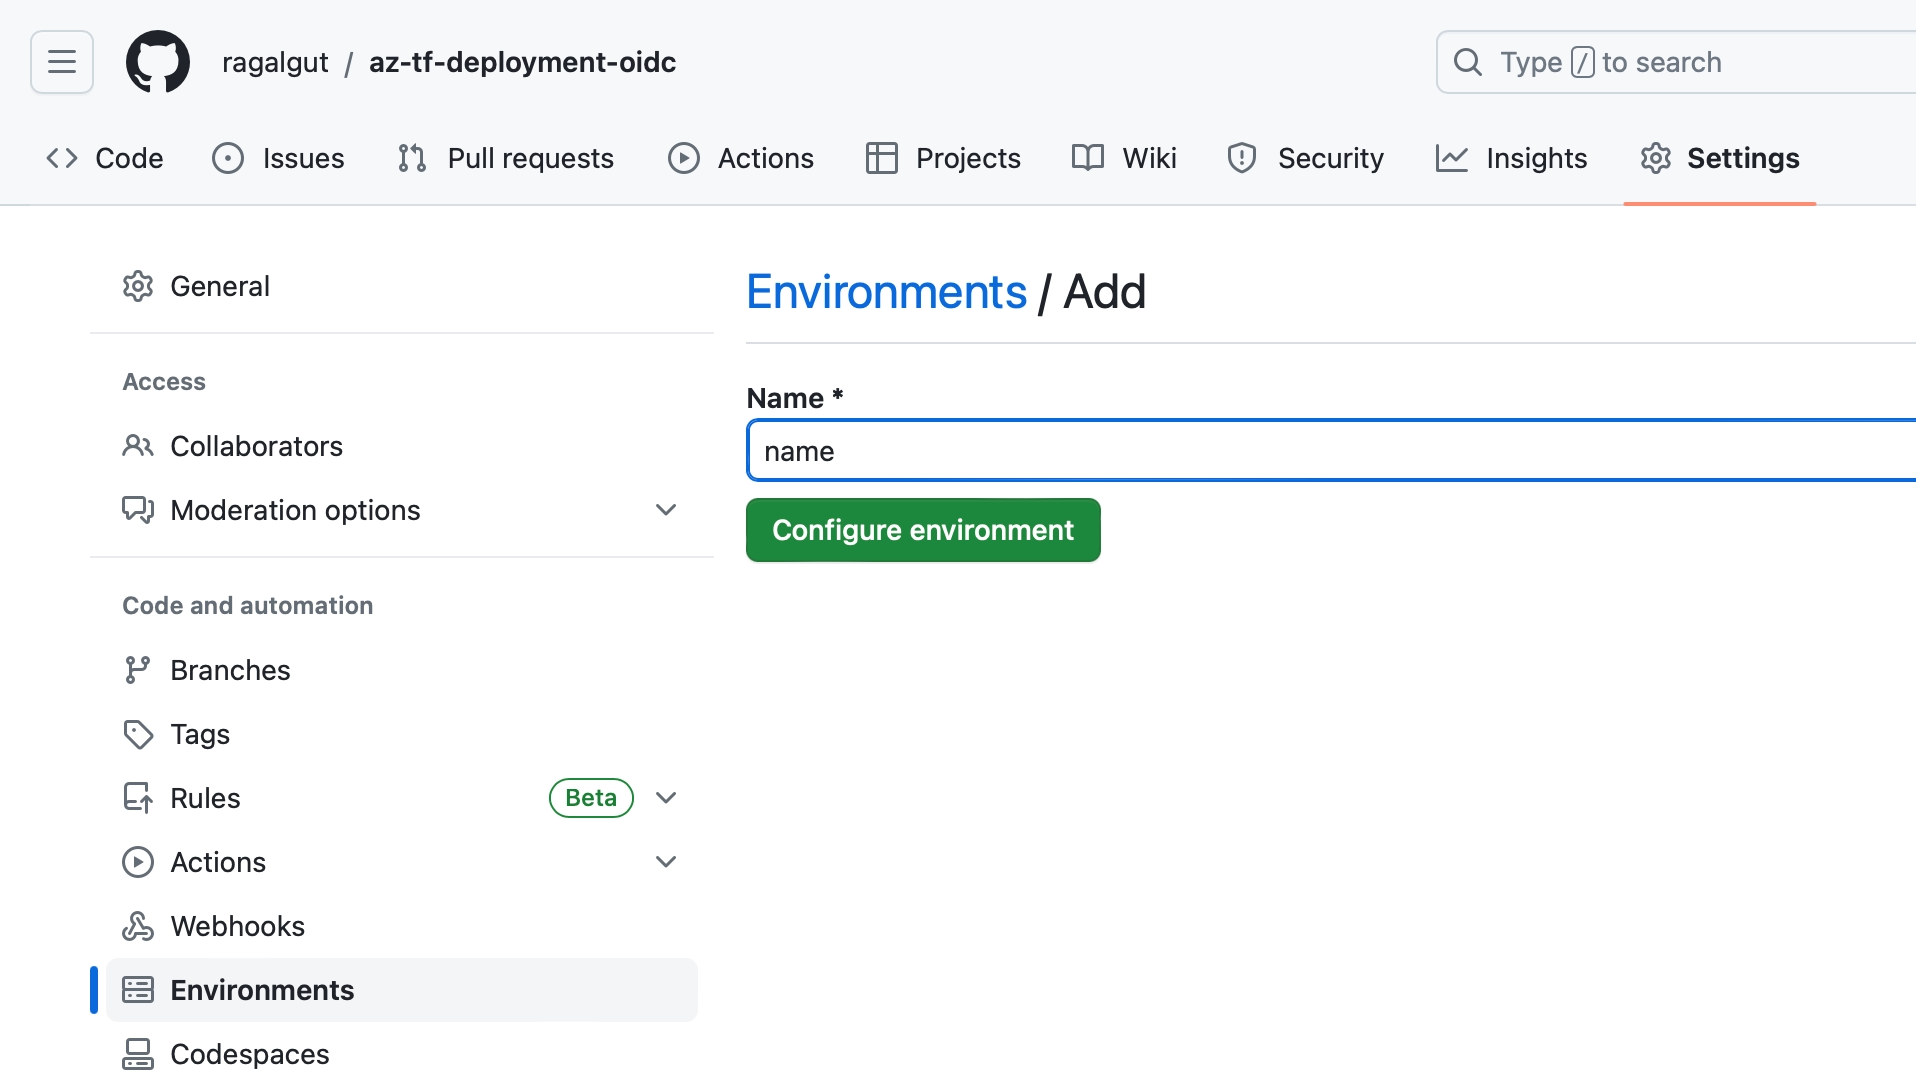 ragalgut / az-tf-deployment-oidc
Type / to search
Code Issues Pull requests Actions Projects Wiki Security Insights Settings
General
Access
Collaborators
Moderation options
Code and automation
Branches
Tags
Rules Beta
Actions
Webhooks
Environments
Codespaces
Environments / Add
Name *
name
Configure environment